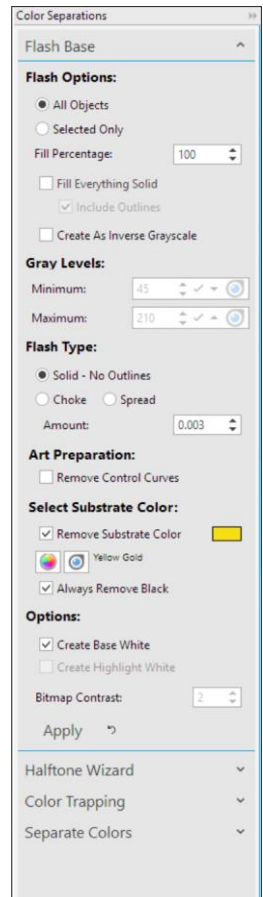 Color Separations
Flash Base
Flash Options:
All Objects
Selected Only
Fill Percentage: 100
Fill Everything Solid
Include Outlines
Create As Inverse Grayscale
Gray Levels:
Minimum: 45
Maximum: 210
Flash Type:
Solid - No Outlines
Choke Spread
Amount: 0.003
Art Preparation:
Remove Control Curves
Select Substrate Color:
Remove Substrate Color
Yellow Gold
Always Remove Black
Options:
Create Base White
Create Highlight White
Bitmap Contrast: 2
Apply
Halftone Wizard
Color Trapping
Separate Colors